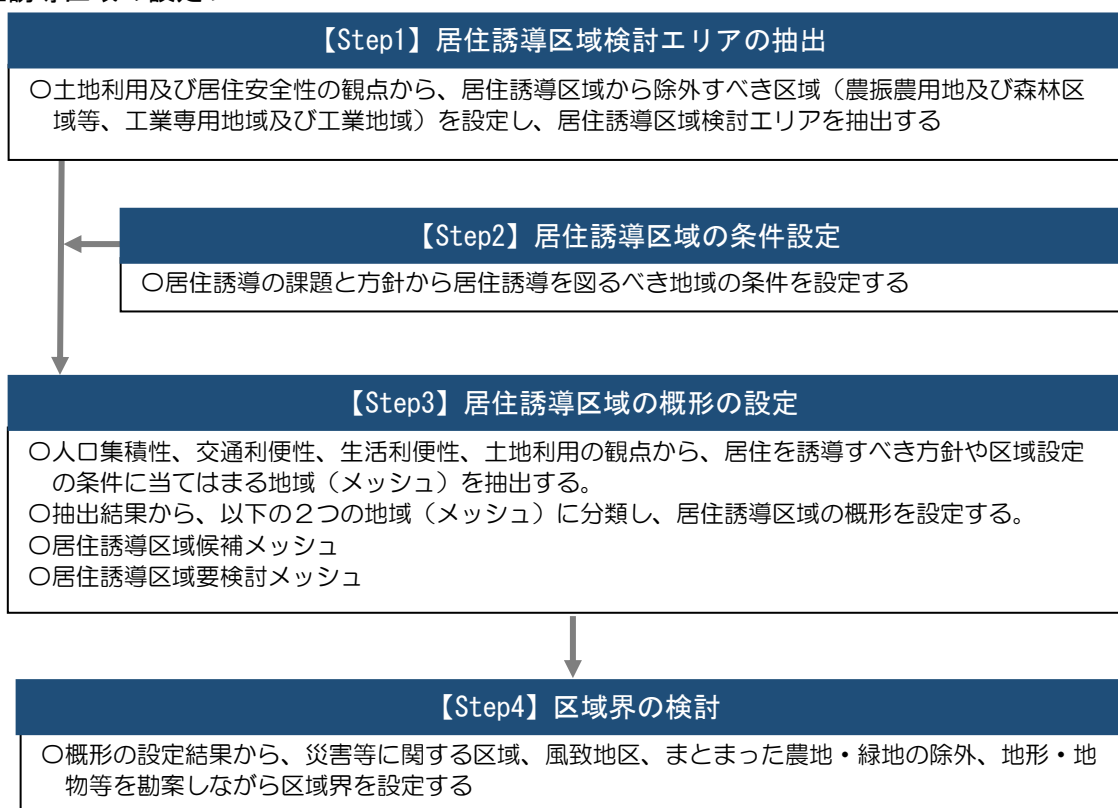 【Step1】居住誘導区域検討エリアの抽出
〇土地利用及び居住安全性の観点から、居住誘導区域から除外すべき区域（農振農用地及び森林区
域等、工業専用地域及び工業地域）を設定し、居住誘導区域検討エリアを抽出する
【Step2】居住誘導区域の条件設定
〇居住誘導の課題と方針から居住誘導を図るべき地域の条件を設定する
【Step3】居住誘導区域の概形の設定
〇人口集積性、交通利便性、生活利便性、土地利用の観点から、居住を誘導すべき方針や区域設定
の条件に当てはまる地域（メッシュ）を抽出する。
〇抽出結果から、以下の２つの地域（メッシュ）に分類し、居住誘導区域の概形を設定する。
〇居住誘導区域候補メッシュ
〇居住誘導区域要検討メッシュ
【Step4】区域界の検討
〇概形の設定結果から、災害等に関する区域、風致地区、まとまった農地・緑地の除外、地形・地
物等を勘案しながら区域界を設定する